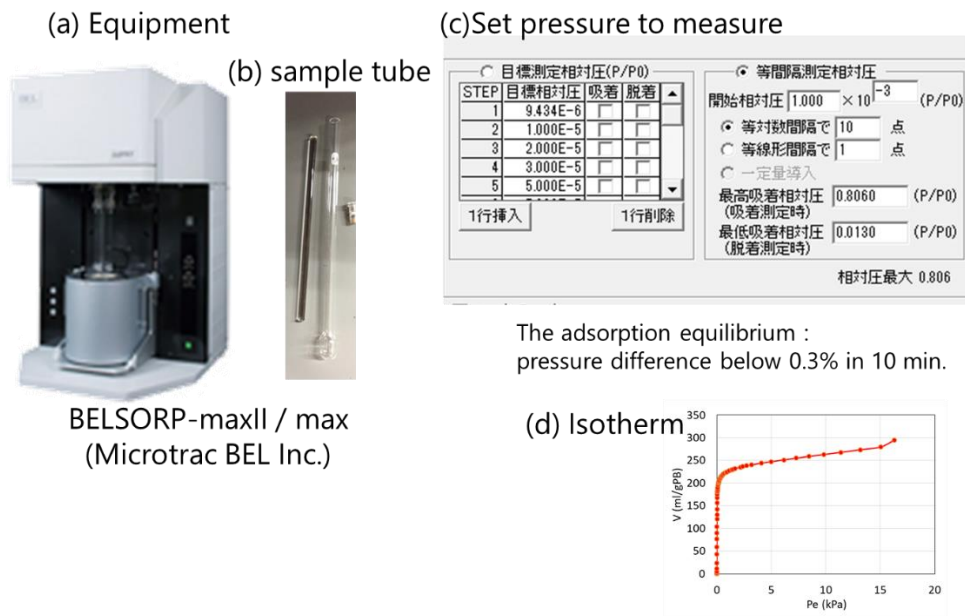 (a) Equipment
(b) sample tube
BELSORP-maxII / max
(Microtrac BEL Inc.)
(c)Set pressure to measure
目標測定相対圧(P/P0)
STEP 目標相対圧 吸着 脱着
1 9.434E-6
2 1.000E-5
3 2.000E-5
4 3.000E-5
5 5.000E-5
1行挿入 1行削除
等間隔測定相対圧
開始相対圧 1.000 ×10 -3 (P/P0)
等対数間隔で 10 点
等線形間隔で 1 点
一定量導入
最高吸着相対圧 0.8060 (P/P0)
(吸着測定時)
最低吸着相対圧 0.0130 (P/P0)
(脱着測定時)
相対圧最大 0.806
The adsorption equilibrium :
pressure difference below 0.3% in 10 min.
(d) Isotherm
V (ml/gPB)
350
300
250
200
150
100
50
0
0 5 10 15 20
Pe (kPa)